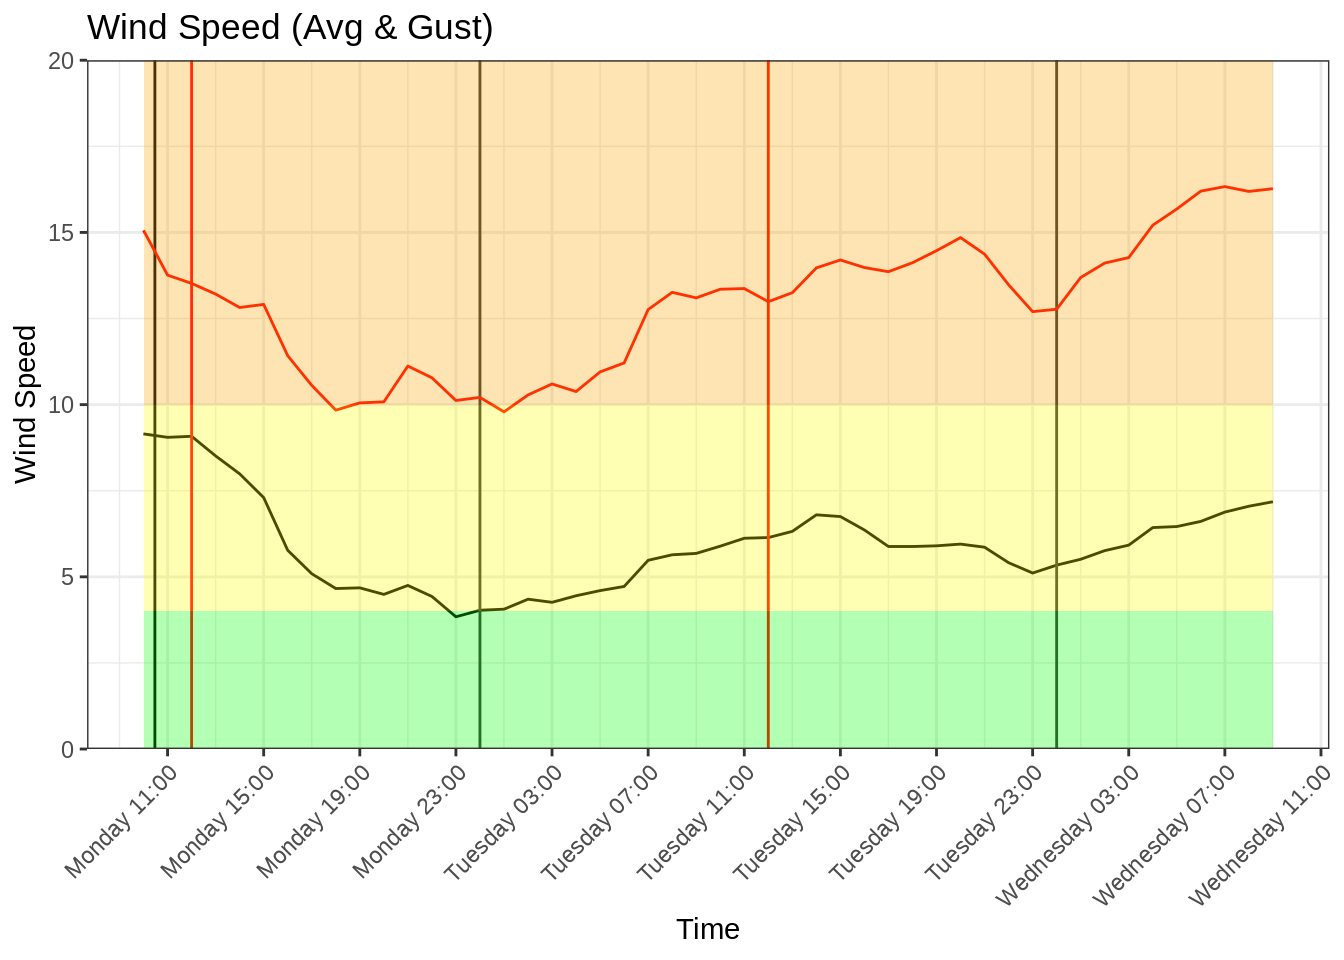 Wind Speed (Avg & Gust)
20
15
10
5
0
Wind Speed
Monday 11:00
Monday 15:00
Monday 19:00
Monday 23:00
Tuesday 03:00
Tuesday 07:00
Tuesday 11:00
Tuesday 15:00
Tuesday 19:00
Tuesday 23:00
Wednesday 03:00
Wednesday 07:00
Wednesday 11:00
Time